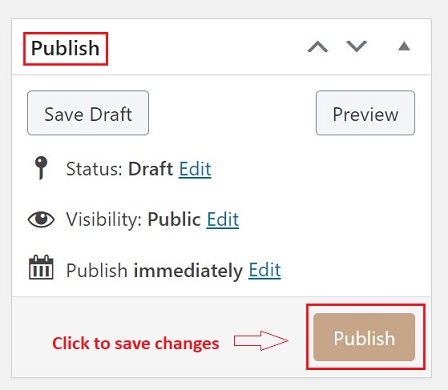 Publish
Save Draft Preview
Status: Draft Edit
Visibility: Public Edit
Publish immediately Edit
Click to save changes Publish